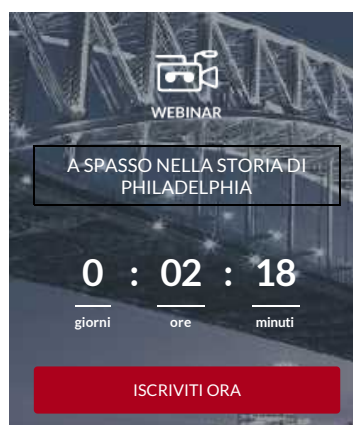 WEBINAR
A SPASSO NELLA STORIA DI
PHILADELPHIA
0 : 02 : 18
giorni ore minuti
ISCRIVITI ORA